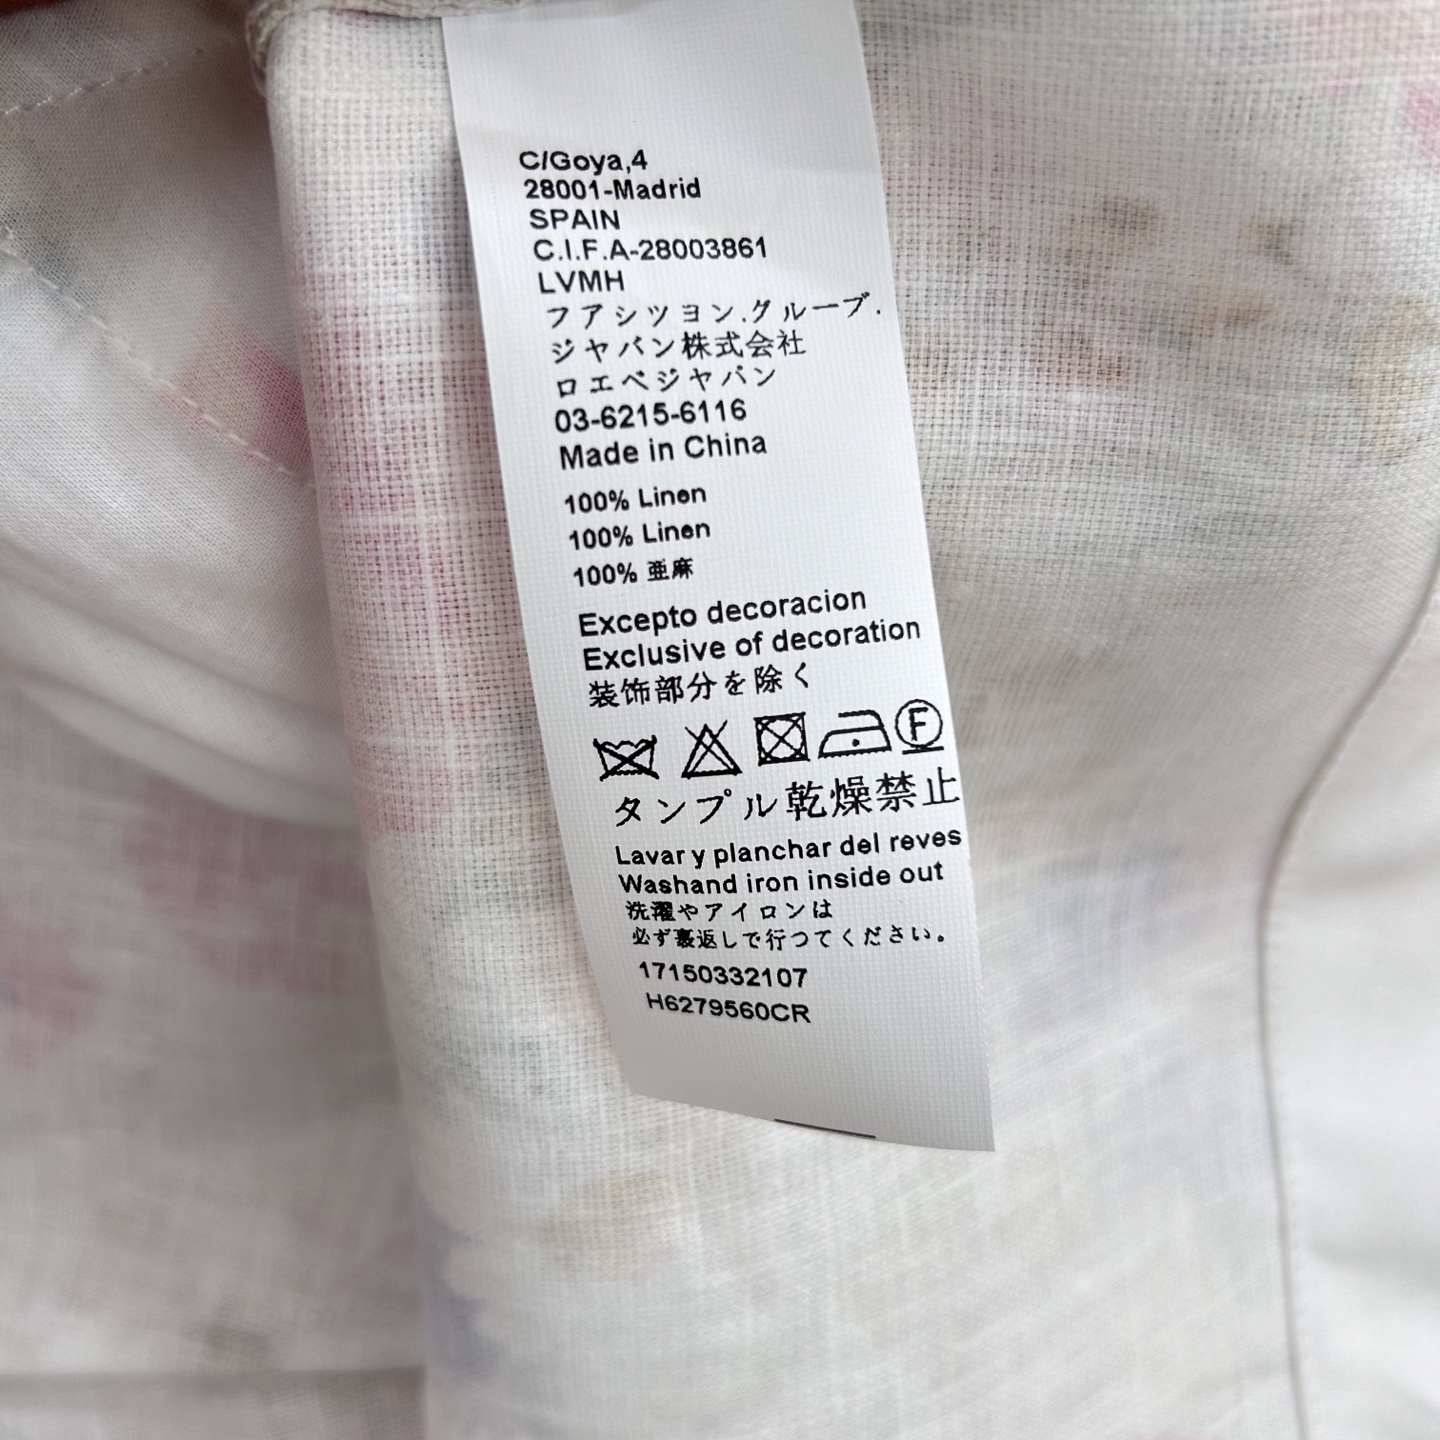 C/Goya,4
28001-Madrid
SPAIN
C.I.F.A-28003861
LVMH
フアシツヨン.グループ.
ジヤパン株式会社
ロエベジヤパン
03-6215-6116
Made in China
100% Linen
100% Linen
100% 亜麻
Excepto decoracion
Exclusive of decoration
装饰部分を除く
F
タンプル乾燥禁止
Lavar y planchar del reves
Washand iron inside out
洗濯やアイロンは
必ず裏返しで行つてください。
17150332107
H6279560CR